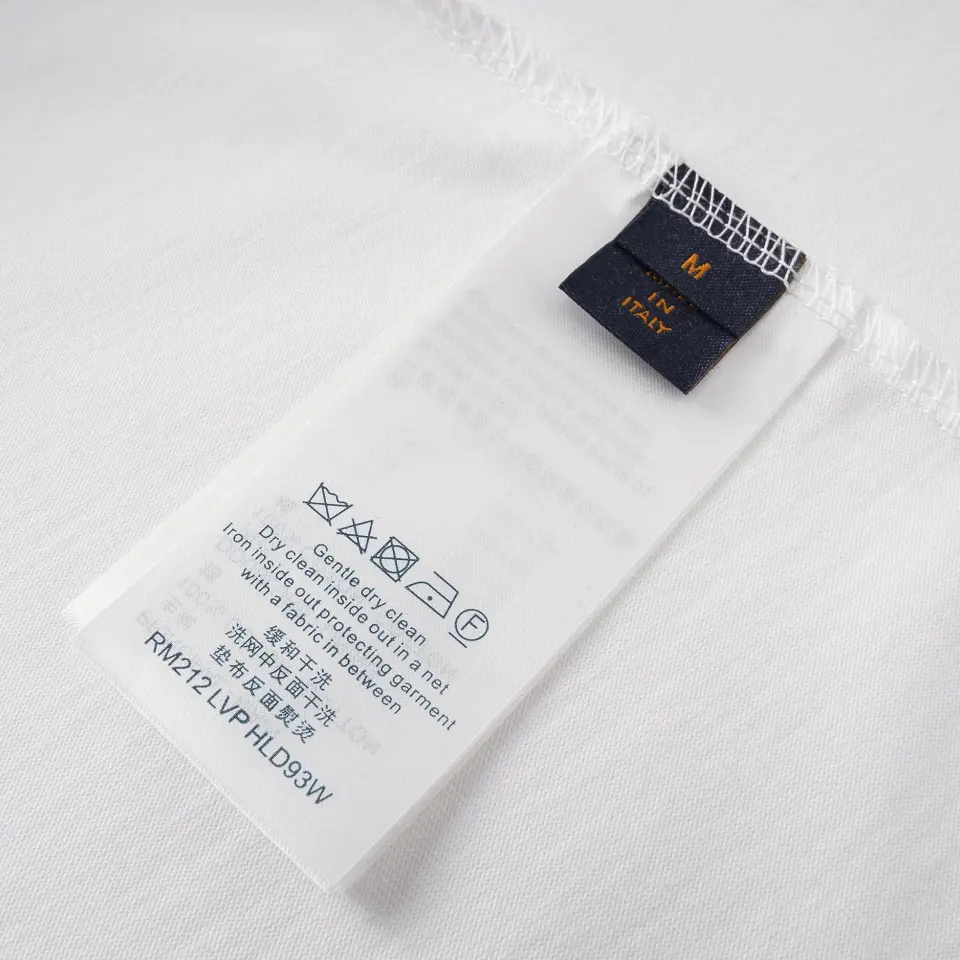 M
IN
ITALY
F
Gentle dry clean
Dry clean inside out in a net
Iron inside out protecting garment
with a fabric in between
缓和干洗
洗网中反面干洗
垫布反面熨烫
RM212 LVP HLD93W